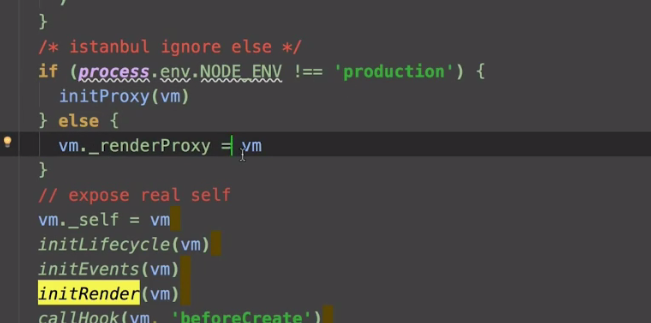 }
/* istanbul ignore else */
if (process.env.NODE_ENV !== 'production') {
initProxy(vm)
} else {
vm._renderProxy = vm
}
// expose real self
vm._self = vm
initLifecycle(vm)
initEvents(vm)
initRender(vm)
callHook(vm, 'beforeCreate')